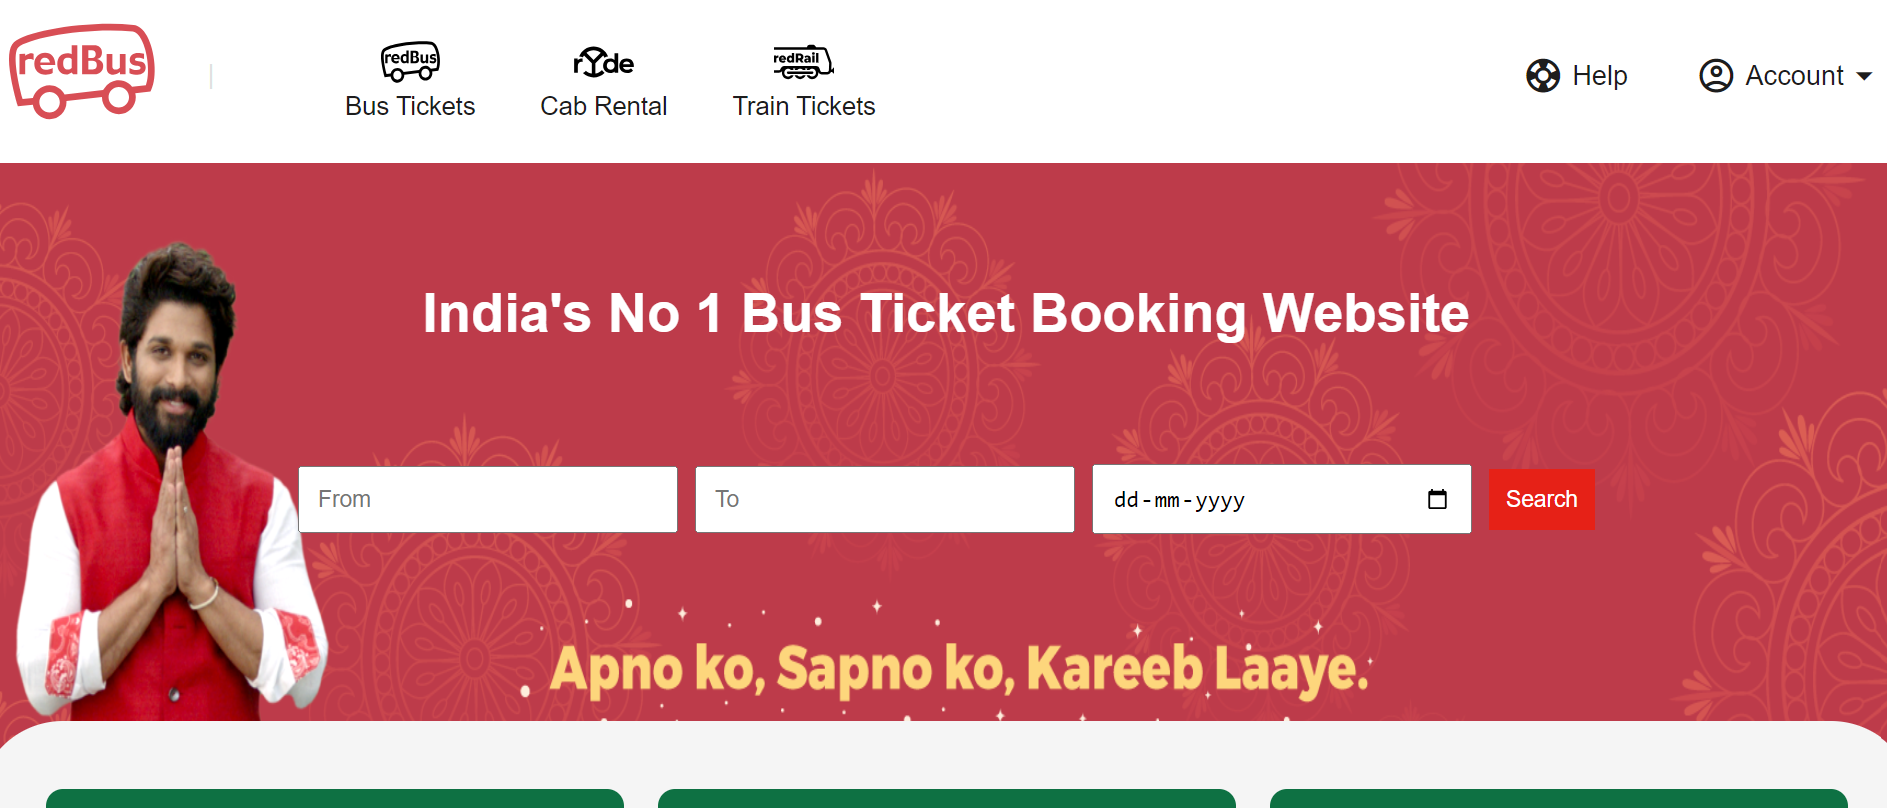 redBus
redBus
Bus Tickets
ryde
Cab Rental
redRail
Train Tickets
Help
Account
India's No 1 Bus Ticket Booking Website
From
To
dd-mm-yyyy
Search
Apno ko, Sapno ko, Kareeb Laaye.